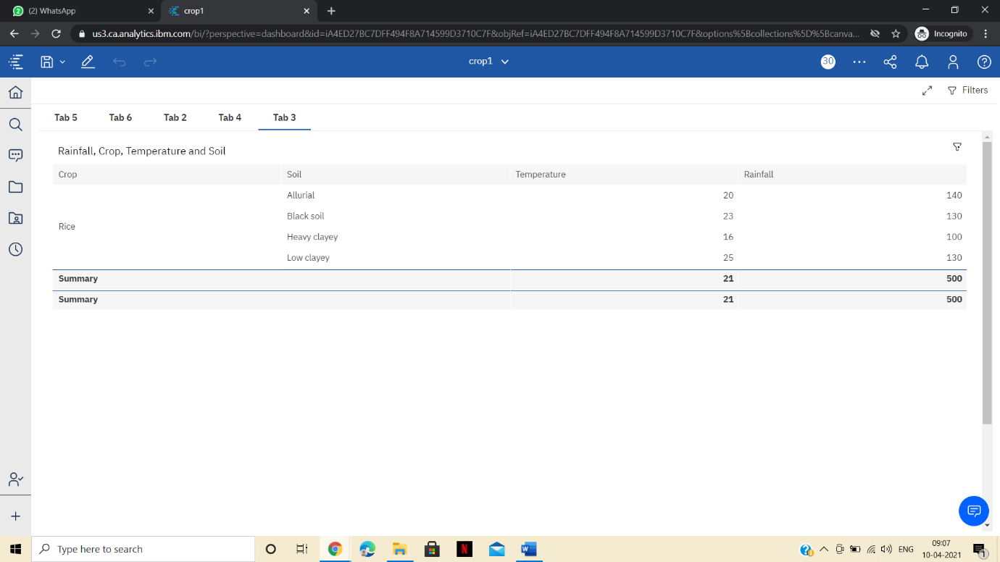 2 (2) WhatsApp
crop1
us3.ca.analytics.ibm.com/bi/?perspective=dashboard&id=iA4ED27BC7DFF494F8A714599D3710C7F&objRef=iA4ED27BC7DFF494F8A714599D3710C7F&options%5Bcollections%5D%5Bcanva...
Incognito
crop1
30
Filters
Tab 5 Tab 6 Tab 2 Tab 4 Tab 3
Rainfall, Crop, Temperature and Soil
Crop Soil Temperature Rainfall
Allurial 20 140
Black soil 23 130
Rice
Heavy clayey 16 100
Low clayey 25 130
Summary 21 500
Summary 21 500
Type here to search
N
W
ENG
09:07
10-04-2021
1